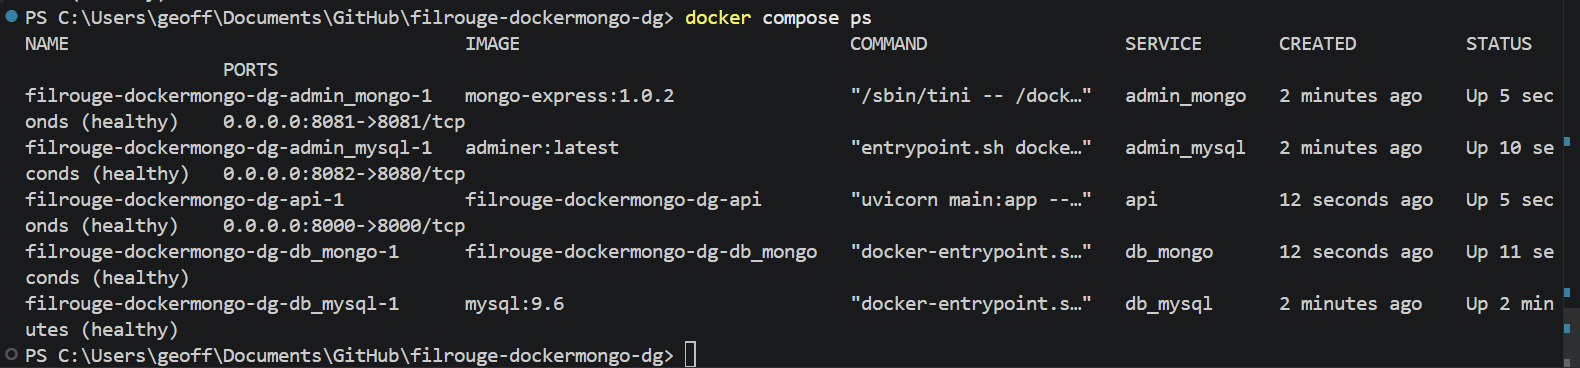 PS C:\Users\geoff\Documents\GitHub\filrouge-dockermongo-dg> docker compose ps
NAME                                    IMAGE                              COMMAND                  SERVICE       CREATED          STATUS
                  PORTS
filrouge-dockermongo-dg-admin_mongo-1   mongo-express:1.0.2                "/sbin/tini -- /dock…"   admin_mongo   2 minutes ago    Up 5 sec
onds (healthy)    0.0.0.0:8081->8081/tcp
filrouge-dockermongo-dg-admin_mysql-1   adminer:latest                     "entrypoint.sh docke…"   admin_mysql   2 minutes ago    Up 10 se
conds (healthy)   0.0.0.0:8082->8080/tcp
filrouge-dockermongo-dg-api-1           filrouge-dockermongo-dg-api        "uvicorn main:app --…"   api           12 seconds ago   Up 5 sec
onds (healthy)    0.0.0.0:8000->8000/tcp
filrouge-dockermongo-dg-db_mongo-1      filrouge-dockermongo-dg-db_mongo   "docker-entrypoint.s…"   db_mongo      12 seconds ago   Up 11 se
conds (healthy)
filrouge-dockermongo-dg-db_mysql-1      mysql:9.6                          "docker-entrypoint.s…"   db_mysql      2 minutes ago    Up 2 min
utes (healthy)
PS C:\Users\geoff\Documents\GitHub\filrouge-dockermongo-dg>